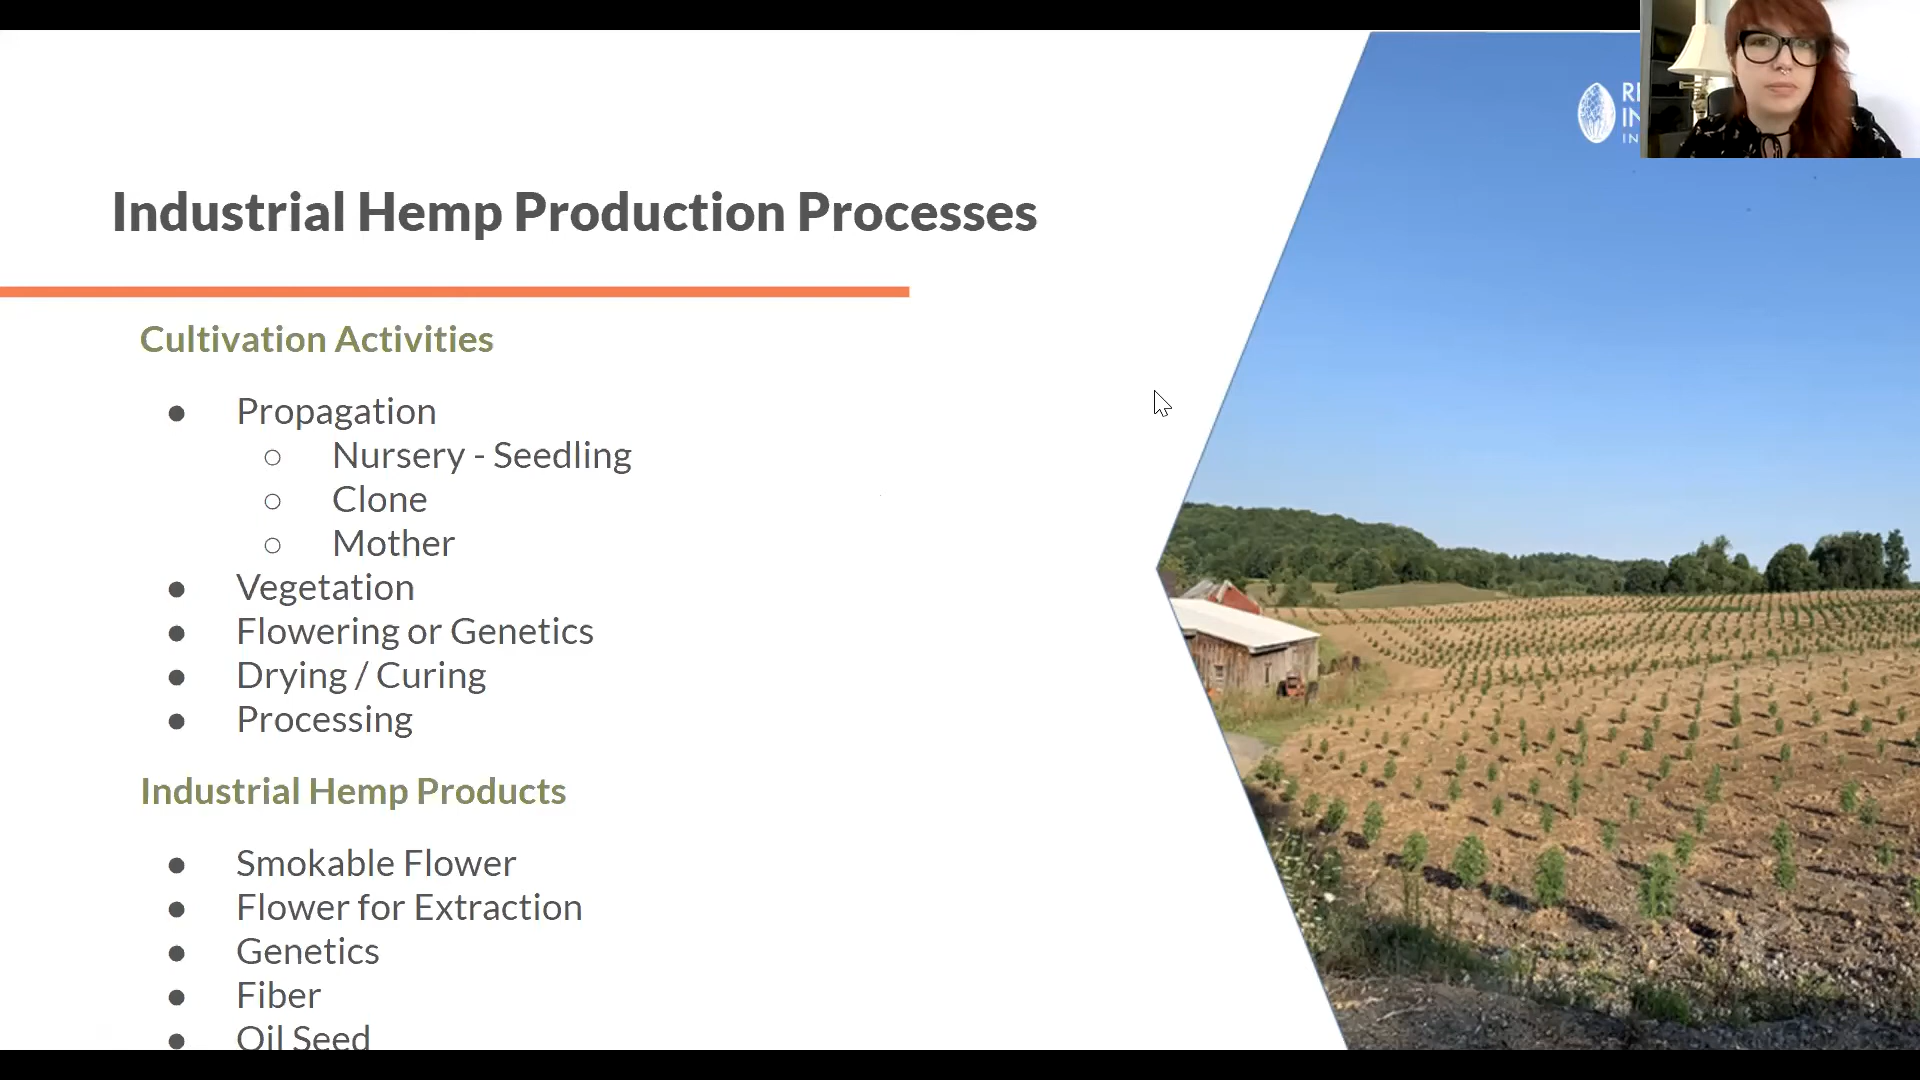 Industrial Hemp Production Processes
Cultivation Activities
● Propagation
○ Nursery - Seedling
○ Clone
○ Mother
● Vegetation
● Flowering or Genetics
● Drying / Curing
● Processing
Industrial Hemp Products
● Smokable Flower
● Flower for Extraction
● Genetics
● Fiber
● Oil Seed